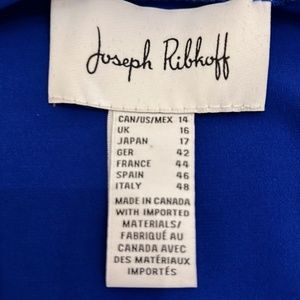 Joseph Ribkoff
CAN/US/MEX 14
UK 16
JAPAN 17
GER 42
FRANCE 44
SPAIN 46
ITALY 48
MADE IN CANADA
WITH IMPORTED
MATERIALS/
FABRIQUÉ AU
CANADA AVEC
DES MATÉRIAUX
IMPORTÉS